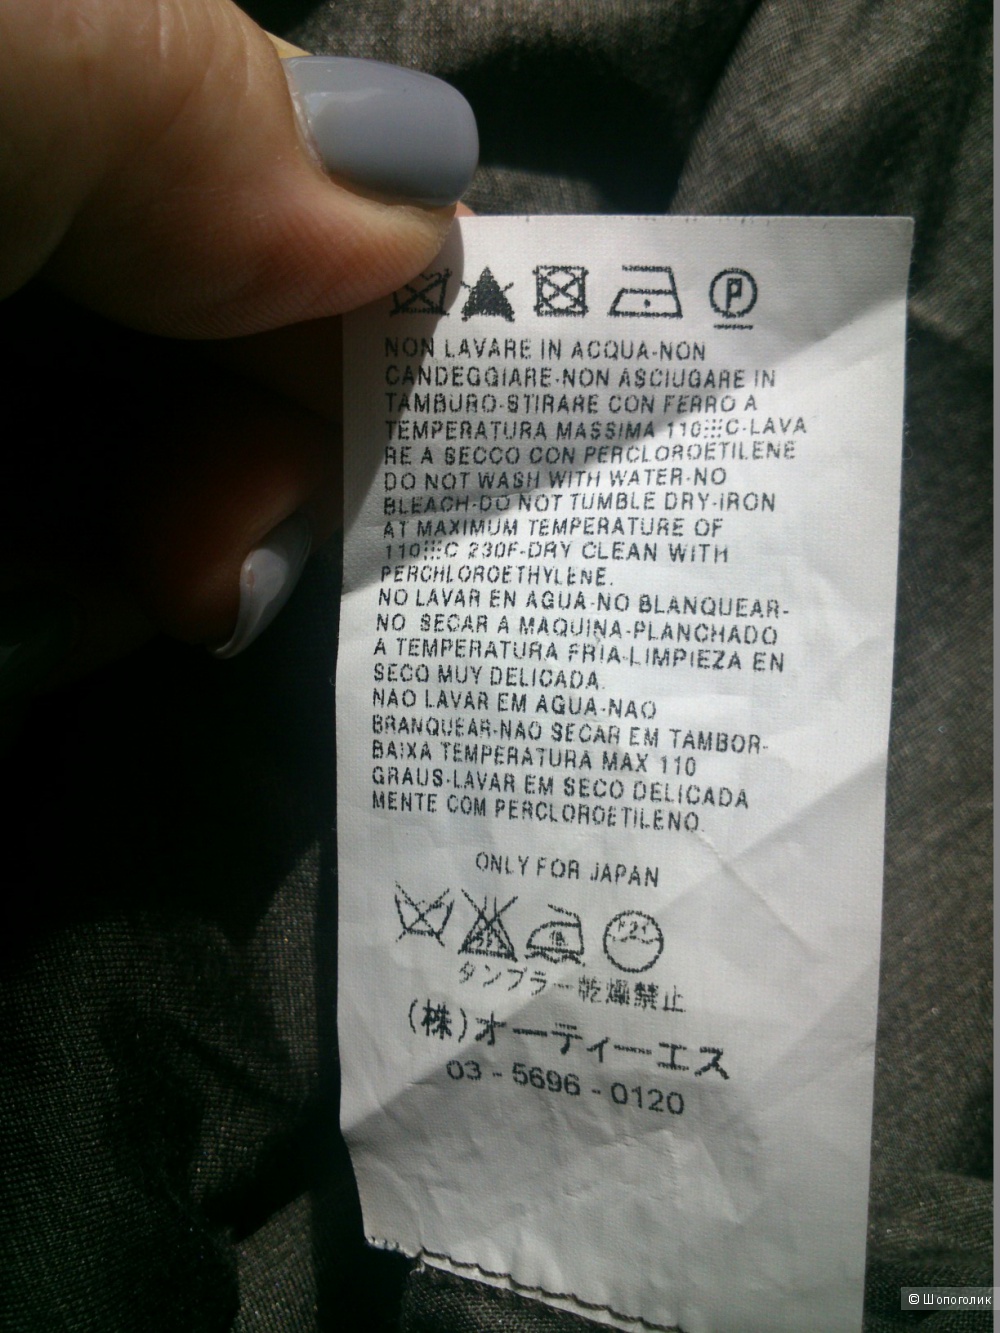 NON LAVARE IN ACQUA-NON
CANDEGGIARE-NON ASCIUGARE IN
TAMBURO-STIRARE CON FERRO A
TEMPERATURA MASSIMA 110 C-LAVA
RE A SECCO CON PERCLOROETILENE
DO NOT WASH WITH WATER-NO
BLEACH-DO NOT TUMBLE DRY-IRON
AT MAXIMUM TEMPERATURE OF
110 C 230F-DRY CLEAN WITH
PERCHLOROETHYLENE.
NO LAVAR EN AGUA-NO BLANQUEAR-
NO SECAR A MAQUINA-PLANCHADO
A TEMPERATURA FRIA-LIMPIEZA EN
SECO MUY DELICADA.
NAO LAVAR EM AGUA-NAO
BRANQUEAR-NAO SECAR EM TAMBOR-
BAIXA TEMPERATURA MAX 110
GRAUS-LAVAR EM SECO DELICADA
MENTE COM PERCLOROETILENO.
ONLY FOR JAPAN
タンブラー乾燥禁止
(株)オーティーエス
03 - 5696 - 0120
© Шопоголик